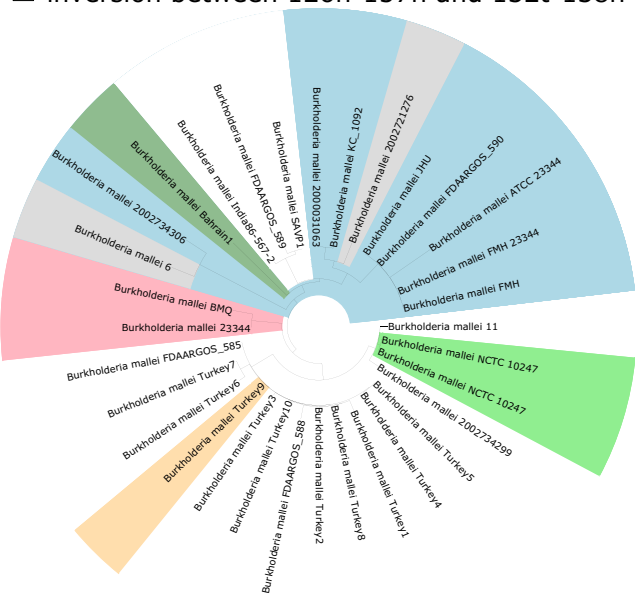 Burkholderia mallei 2000031063
Burkholderia mallei KC_1092
Burkholderia mallei 2002721276
Burkholderia mallei JHU
Burkholderia mallei FDAARGOS_590
Burkholderia mallei ATCC 23344
Burkholderia mallei FMH 23344
Burkholderia mallei FMH
Burkholderia mallei 11
Burkholderia mallei NCTC 10247
Burkholderia mallei NCTC 10247
Burkholderia mallei 2002734299
Burkholderia mallei Turkey5
Burkholderia mallei Turkey4
Burkholderia mallei Turkey1
Burkholderia mallei Turkey8
Burkholderia mallei Turkey2
Burkholderia mallei FDAARGOS_588
Burkholderia mallei Turkey10
Burkholderia mallei Turkey3
Burkholderia mallei Turkey9
Burkholderia mallei Turkey6
Burkholderia mallei Turkey7
Burkholderia mallei FDAARGOS_585
Burkholderia mallei 23344
Burkholderia mallei BMQ
Burkholderia mallei 6
Burkholderia mallei 2002734306
Burkholderia mallei Bahrain1
Burkholderia mallei India86-567-2
Burkholderia mallei FDAARGOS_589
Burkholderia mallei SAVP1